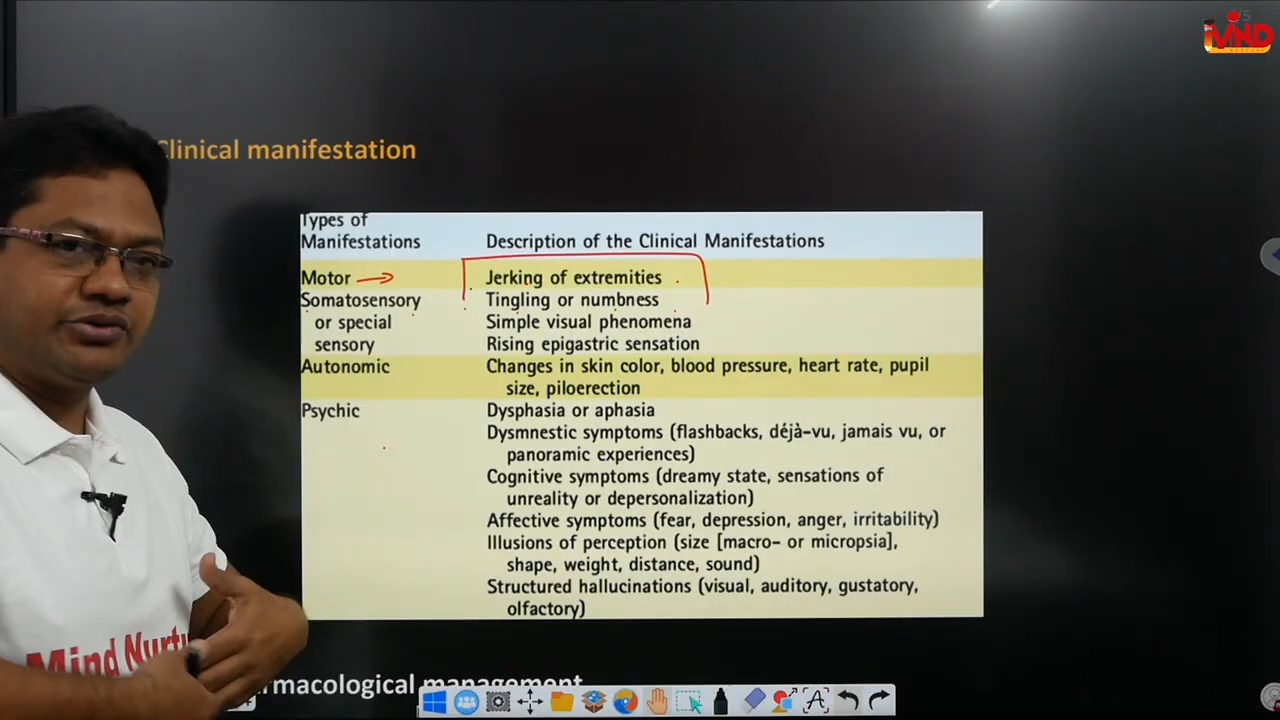 Clinical manifestation
Types of
Manifestations
Description of the Clinical Manifestations
Motor
Jerking of extremities
Somatosensory
or special
sensory
Tingling or numbness
Simple visual phenomena
Rising epigastric sensation
Autonomic
Changes in skin color, blood pressure, heart rate, pupil
size, piloerection
Psychic
Dysphasia or aphasia
Dysmnestic symptoms (flashbacks, déjà-vu, jamais vu, or
panoramic experiences)
Cognitive symptoms (dreamy state, sensations of
unreality or depersonalization)
Affective symptoms (fear, depression, anger, irritability)
Illusions of perception (size [macro- or micropsia],
shape, weight, distance, sound)
Structured hallucinations (visual, auditory, gustatory,
olfactory)
management
Mind